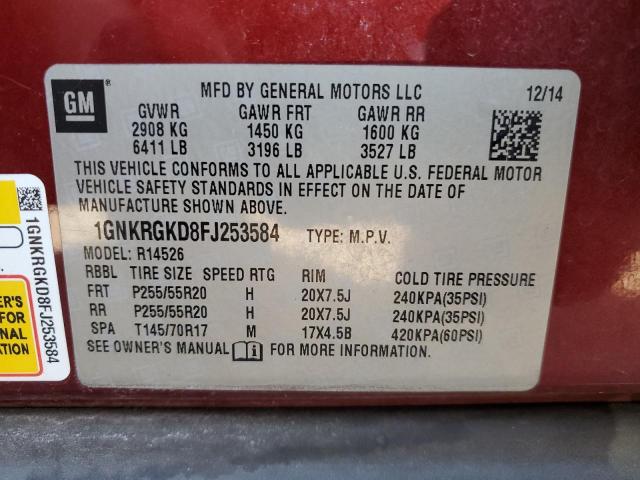 GM
®
MFD BY GENERAL MOTORS LLC 12/14
GVWR GAWR FRT GAWR RR
2908 KG 1450 KG 1600 KG
6411 LB 3196 LB 3527 LB
THIS VEHICLE CONFORMS TO ALL APPLICABLE U.S. FEDERAL MOTOR
VEHICLE SAFETY STANDARDS IN EFFECT ON THE DATE OF
MANUFACTURE SHOWN ABOVE.
1GNKRGKD8FJ253584 TYPE: M.P.V.
MODEL: R14526
RBBL TIRE SIZE SPEED RTG RIM COLD TIRE PRESSURE
FRT P255/55R20 H 20X7.5J 240KPA(35PSI)
RR P255/55R20 H 20X7.5J 240KPA(35PSI)
SPA T145/70R17 M 17X4.5B 420KPA(60PSI)
SEE OWNER'S MANUAL FOR MORE INFORMATION.
1GNKRGKD8FJ253584
ER'S
FOR
ONAL
ATION